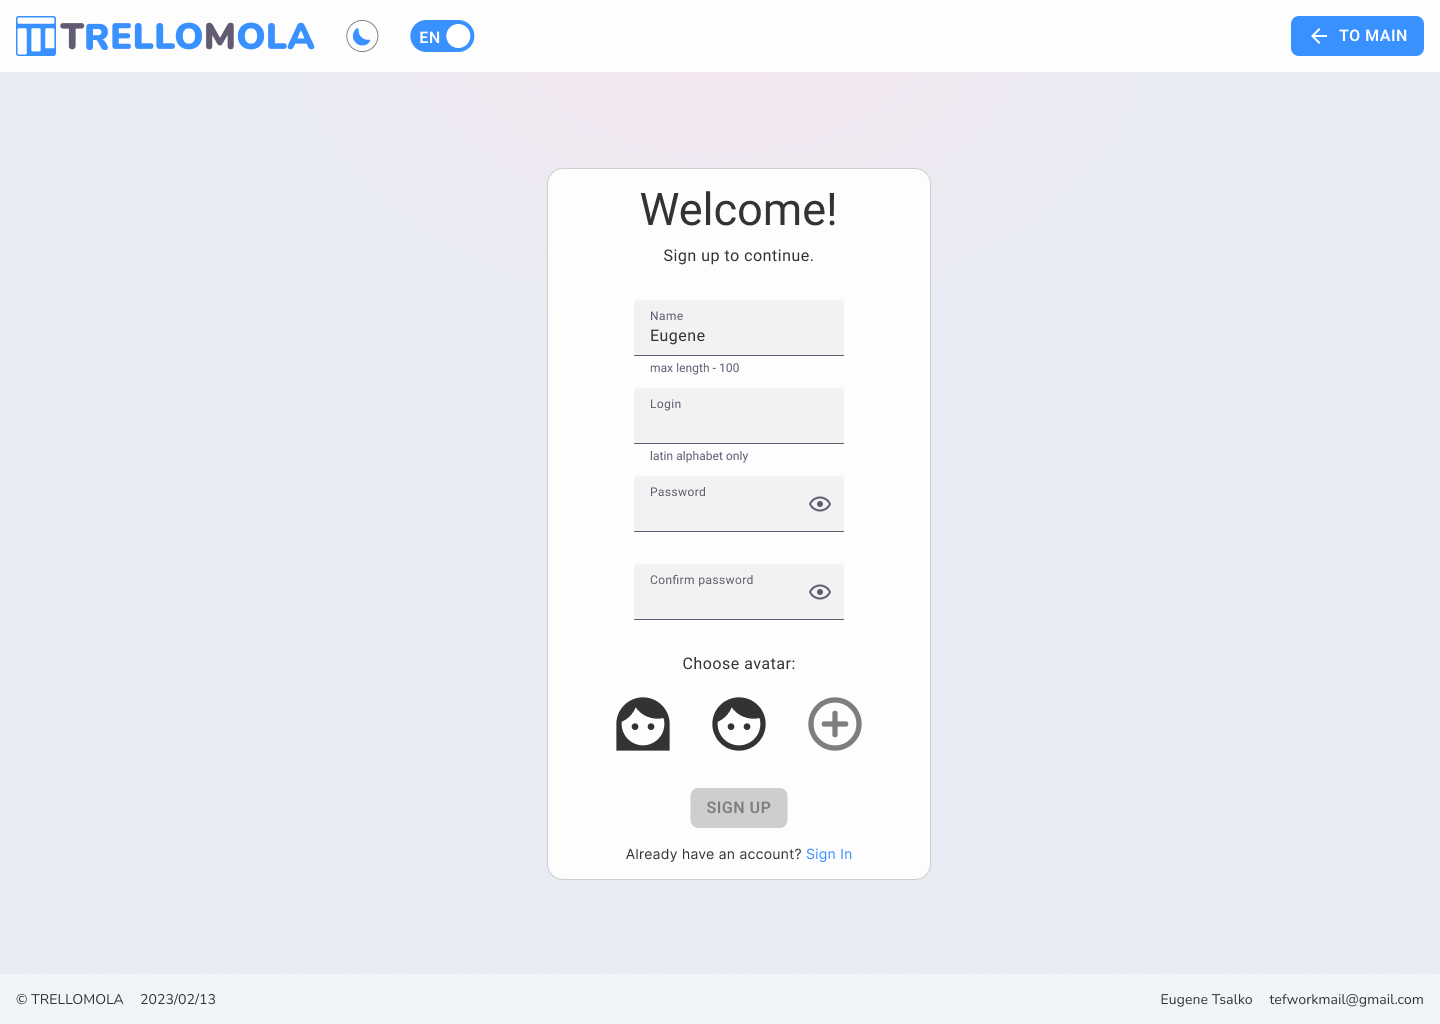 TRELLOMOLA
EN
TO MAIN
Welcome!
Sign up to continue.
Name
Eugene
max length - 100
Login
latin alphabet only
Password
Confirm password
Choose avatar:
SIGN UP
Already have an account? Sign In
© TRELLOMOLA 2023/02/13
Eugene Tsalko tefworkmail@gmail.com